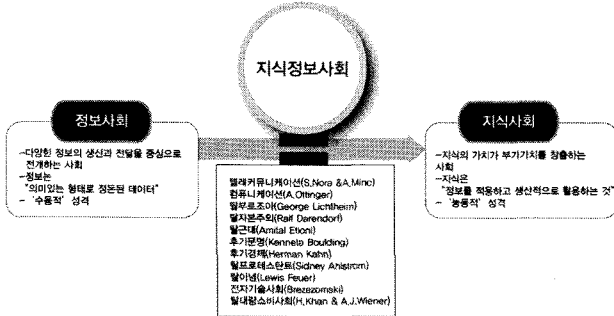 지식정보사회
정보사회
-다양한 정보의 생산과 전달을 중심으로
전개하는 사회
-정보는
"의미있는 형태로 정돈된 데이터"
- '수용적' 성격
지식사회
-지식의 가치가 부가가치를 창출하는
사회
-지식은
"정보를 적용하고 생산적으로 활용하는 것"
- '능동적' 성격
텔레커뮤니케이션(S.Nora &A.Minc)
컴퓨니케이션(A.Ottinger)
탈부르조아(George Lichtheim)
탈자본주의(Ralf Darendorf)
탈근대(Amital Etioni)
후기문명(Kenneta Boulding)
후기경제(Herman Kahn)
탈프로테스탄트(Sidney Ahlstrom)
탈이념(Lewis Feuer)
전자기술사회(Brezezomski)
탈대량소비사회(H.Khan & A.J.Wiener)